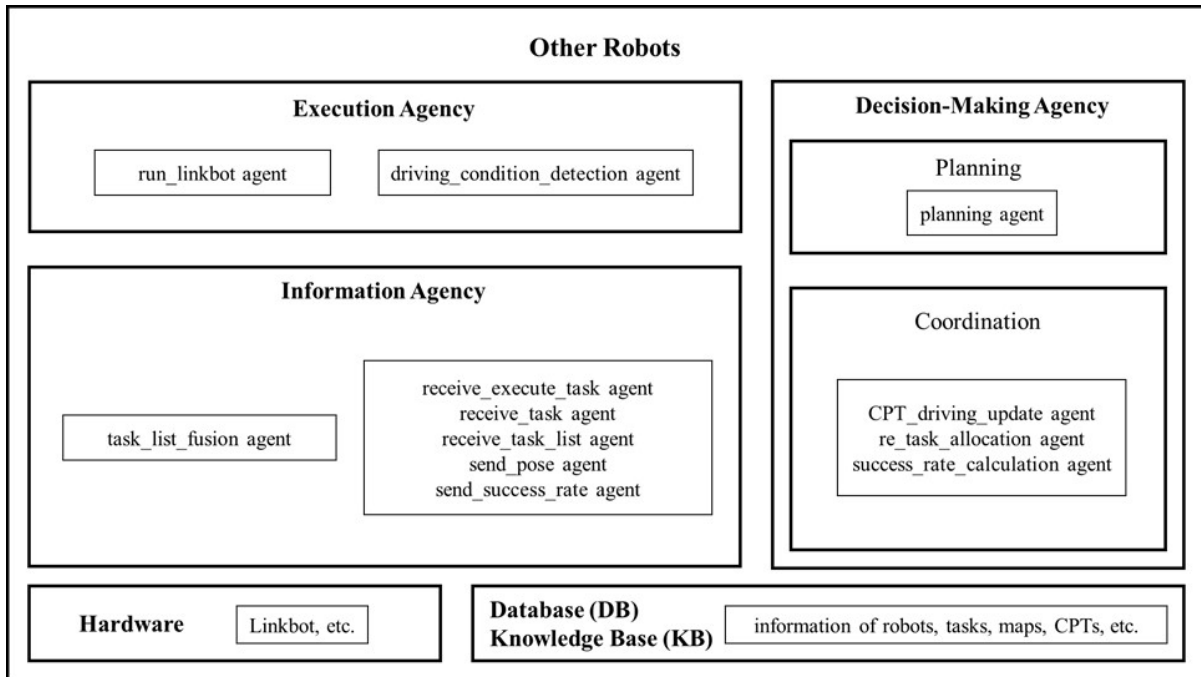 Other Robots
Execution Agency
run_linkbot agent
driving_condition_detection agent
Information Agency
task_list_fusion agent
receive_execute_task agent
receive_task agent
receive_task_list agent
send_pose agent
send_success_rate agent
Decision-Making Agency
Planning
planning agent
Coordination
CPT_driving_update agent
re_task_allocation agent
success_rate_calculation agent
Hardware
Linkbot, etc.
Database (DB)
Knowledge Base (KB)
information of robots, tasks, maps, CPTs, etc.